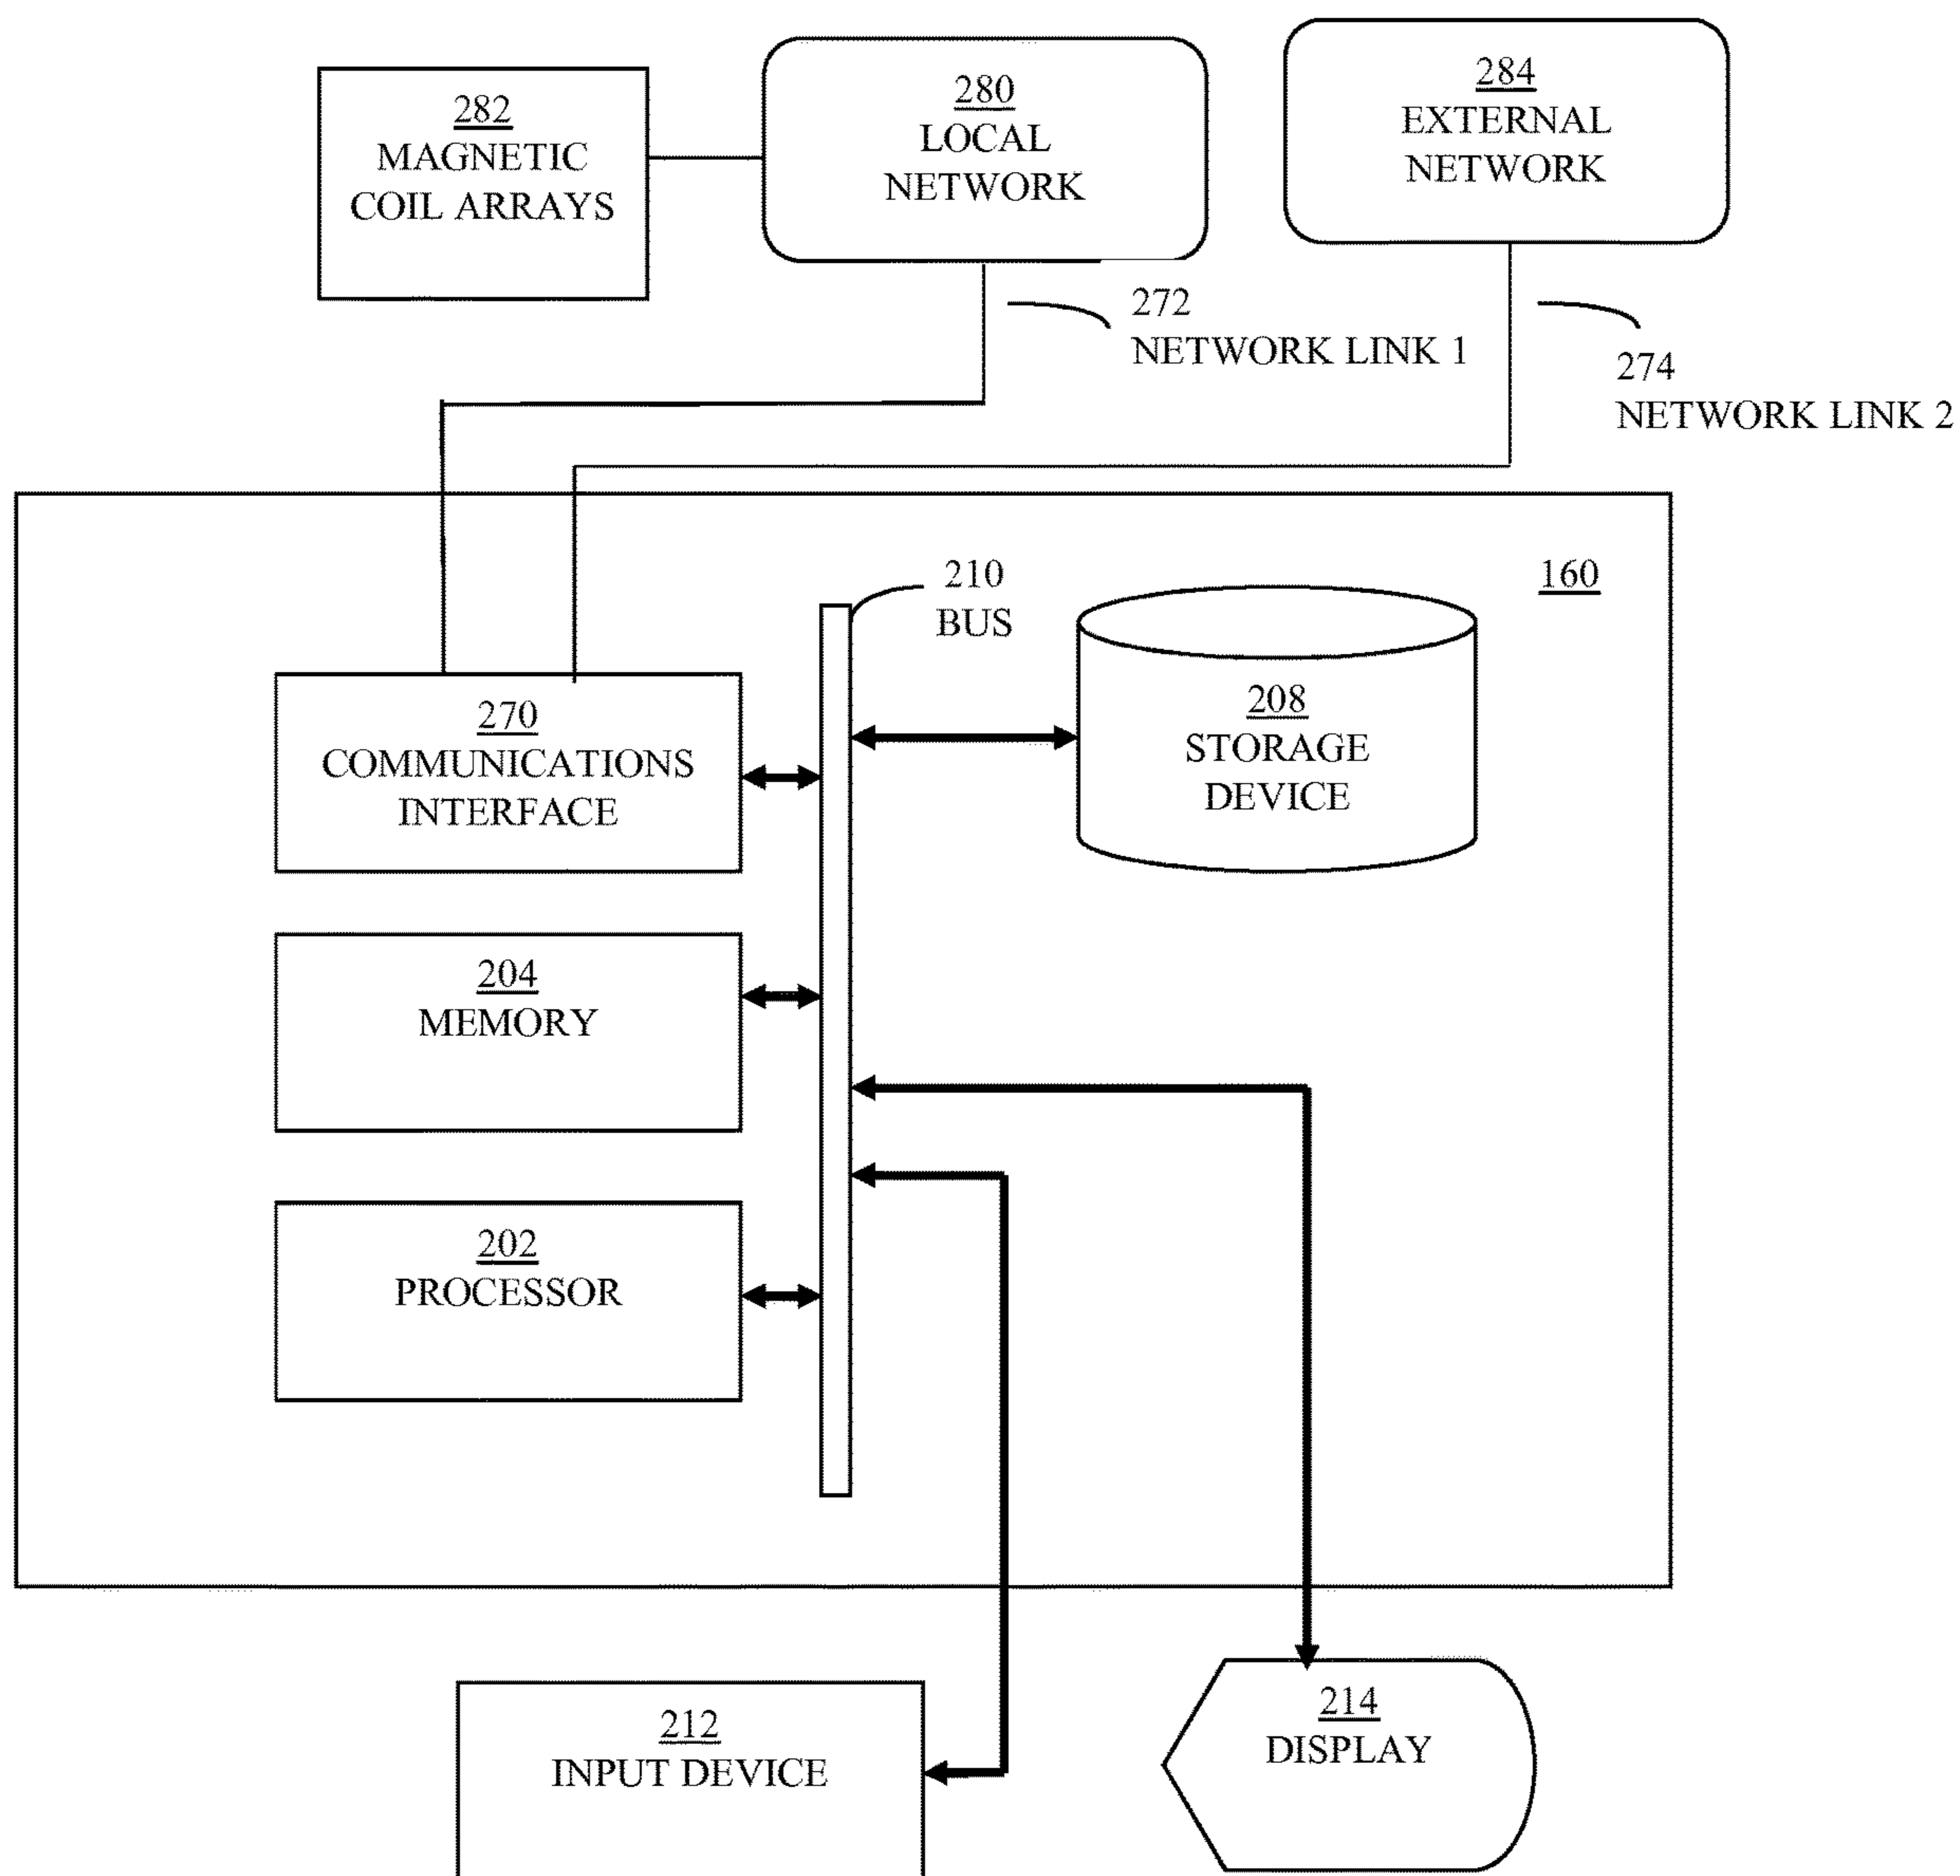 282
MAGNETIC
COIL ARRAYS
280
LOCAL
NETWORK
284
EXTERNAL
NETWORK
272
NETWORK LINK 1
274
NETWORK LINK 2
160
210
BUS
270
COMMUNICATIONS
INTERFACE
208
STORAGE
DEVICE
204
MEMORY
202
PROCESSOR
212
INPUT DEVICE
214
DISPLAY